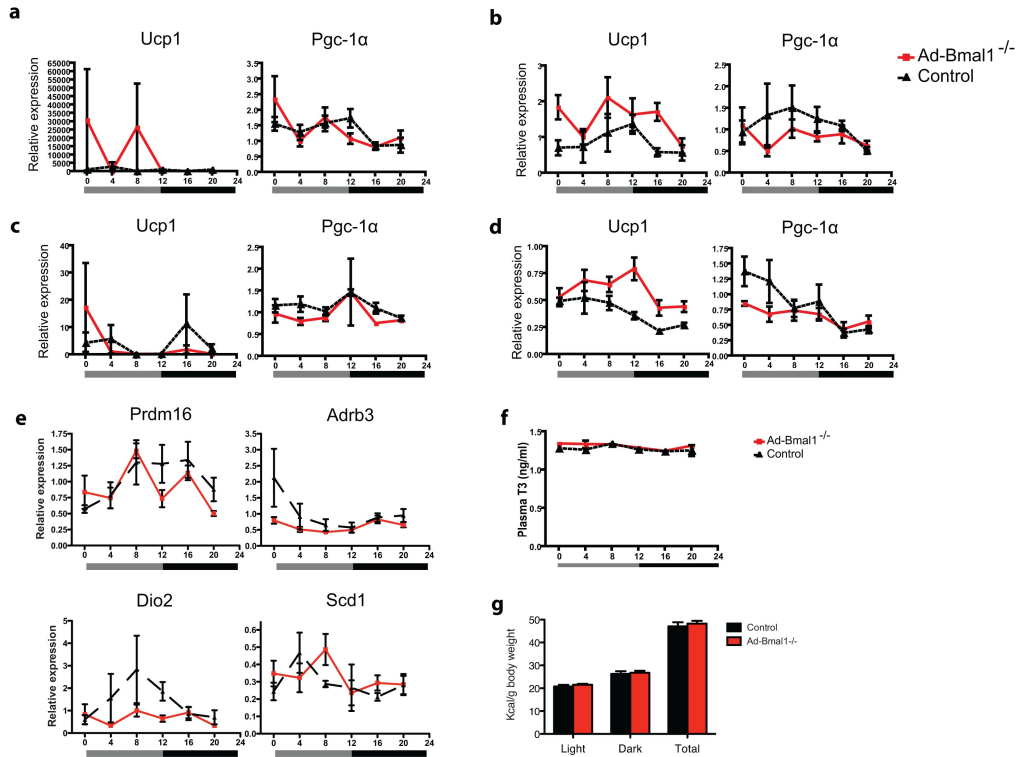 a
Ucp1
Pgc-1α
Relative expression
65000
60000
55000
50000
45000
40000
35000
30000
25000
20000
15000
10000
5000
0
0 4 8 12 16 20 24
3.5
3.0
2.5
2.0
1.5
1.0
0.5
0.0
0 4 8 12 16 20 24
b
Ucp1
Pgc-1α
Relative expression
3
2
1
0
0 4 8 12 16 20 24
2.5
2.0
1.5
1.0
0.5
0.0
0 4 8 12 16 20 24
Ad-Bmal1 -/-
Control
c
Ucp1
Pgc-1α
Relative expression
40
30
20
10
0
0 4 8 12 16 20 24
2.5
2.0
1.5
1.0
0.5
0.0
0 4 8 12 16 20 24
d
Ucp1
Pgc-1α
Relative expression
1.00
0.75
0.50
0.25
0.00
0 4 8 12 16 20 24
1.75
1.50
1.25
1.00
0.75
0.50
0.25
0.00
0 4 8 12 16 20 24
e
Prdm16
Adrb3
Relative expression
1.75
1.50
1.25
1.00
0.75
0.50
0.25
0.00
0 4 8 12 16 20 24
3.5
3.0
2.5
2.0
1.5
1.0
0.5
0.0
0 4 8 12 16 20 24
Dio2
Scd1
Relative expression
5
4
3
2
1
0
0 4 8 12 16 20 24
0.6
0.5
0.4
0.3
0.2
0.1
0.0
0 4 8 12 16 20 24
f
Plasma T3 (ng/ml)
1.5
1.0
0.5
0.0
0 4 8 12 16 20 24
Ad-Bmal1 -/-
Control
g
Kcal/g body weight
50
40
30
20
10
0
Light Dark Total
Control
Ad-Bmal1-/-